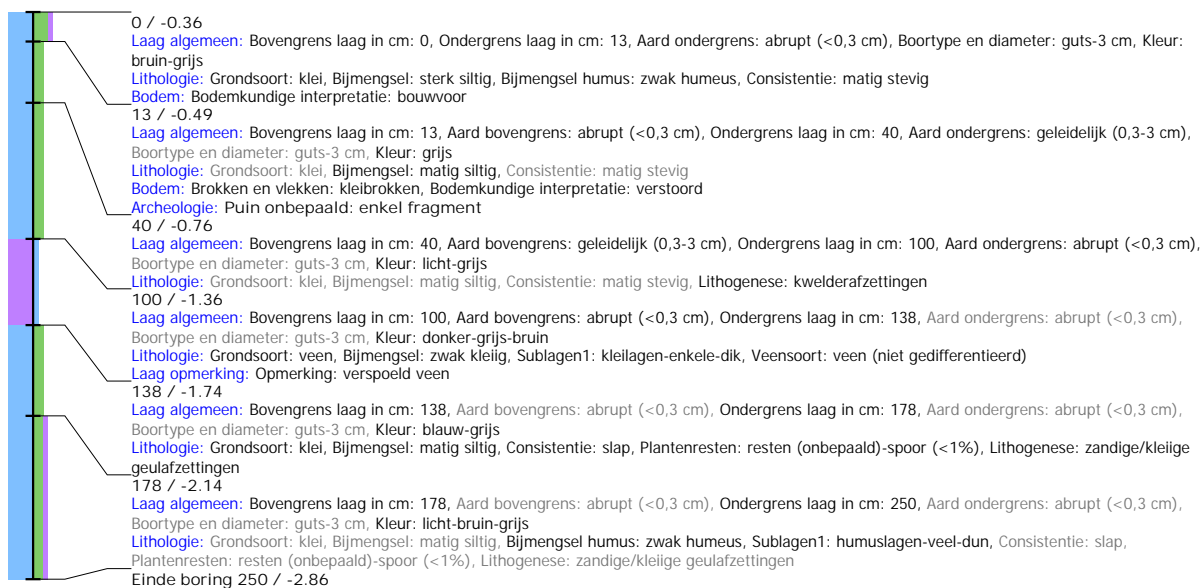 0 / -0.36
Laag algemeen: Bovengrens laag in cm: 0, Ondergrens laag in cm: 13, Aard ondergrens: abrupt (<0,3 cm), Boortype en diameter: guts-3 cm, Kleur:
bruin-grijs
Lithologie: Grondsoort: klei, Bijmengsel: sterk siltig, Bijmengsel humus: zwak humeus, Consistentie: matig stevig
Bodem: Bodemkundige interpretatie: bouwvoor
13 / -0.49
Laag algemeen: Bovengrens laag in cm: 13, Aard bovengrens: abrupt (<0,3 cm), Ondergrens laag in cm: 40, Aard ondergrens: geleidelijk (0,3-3 cm),
Boortype en diameter: guts-3 cm, Kleur: grijs
Lithologie: Grondsoort: klei, Bijmengsel: matig siltig, Consistentie: matig stevig
Bodem: Brokken en vlekken: kleibrokken, Bodemkundige interpretatie: verstoord
Archeologie: Puin onbepaald: enkel fragment
40 / -0.76
Laag algemeen: Bovengrens laag in cm: 40, Aard bovengrens: geleidelijk (0,3-3 cm), Ondergrens laag in cm: 100, Aard ondergrens: abrupt (<0,3 cm),
Boortype en diameter: guts-3 cm, Kleur: licht-grijs
Lithologie: Grondsoort: klei, Bijmengsel: matig siltig, Consistentie: matig stevig, Lithogenese: kwelderafzettingen
100 / -1.36
Laag algemeen: Bovengrens laag in cm: 100, Aard bovengrens: abrupt (<0,3 cm), Ondergrens laag in cm: 138, Aard ondergrens: abrupt (<0,3 cm),
Boortype en diameter: guts-3 cm, Kleur: donker-grijs-bruin
Lithologie: Grondsoort: veen, Bijmengsel: zwak kleiig, Sublagen1: kleilagen-enkele-dik, Veensoort: veen (niet gedifferentieerd)
Laag opmerking: Opmerking: verspoeld veen
138 / -1.74
Laag algemeen: Bovengrens laag in cm: 138, Aard bovengrens: abrupt (<0,3 cm), Ondergrens laag in cm: 178, Aard ondergrens: abrupt (<0,3 cm),
Boortype en diameter: guts-3 cm, Kleur: blauw-grijs
Lithologie: Grondsoort: klei, Bijmengsel: matig siltig, Consistentie: slap, Plantenresten: resten (onbepaald)-spoor (<1%), Lithogenese: zandige/kleiige
geulafzettingen
178 / -2.14
Laag algemeen: Bovengrens laag in cm: 178, Aard bovengrens: abrupt (<0,3 cm), Ondergrens laag in cm: 250, Aard ondergrens: abrupt (<0,3 cm),
Boortype en diameter: guts-3 cm, Kleur: licht-bruin-grijs
Lithologie: Grondsoort: klei, Bijmengsel: matig siltig, Bijmengsel humus: zwak humeus, Sublagen1: humuslagen-veel-dun, Consistentie: slap,
Plantenresten: resten (onbepaald)-spoor (<1%), Lithogenese: zandige/kleiige geulafzettingen
Einde boring 250 / -2.86